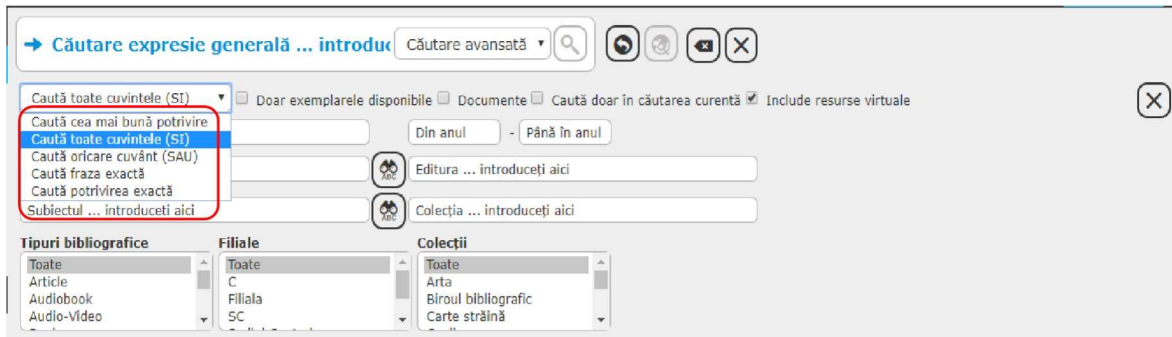 Căutare expresie generală ... introduc Căutare avansată
Caută toate cuvintele (SI) Doar exemplarele disponibile Documente Caută doar în căutarea curentă Include resurse virtuale
Caută cea mai bună potrivire
Caută toate cuvintele (SI) Din anul - Până în anul
Caută oricare cuvânt (SAU)
Caută fraza exactă ABC Editura ... introduceți aici
Caută potrivirea exactă
Subiectul ... introduceti aici ABC Colecția ... introduceți aici
Tipuri bibliografice Filiale Colecții
Toate Toate Toate
Article C Arta
Audiobook Filiala Biroul bibliografic
Audio-Video SC Carte străină